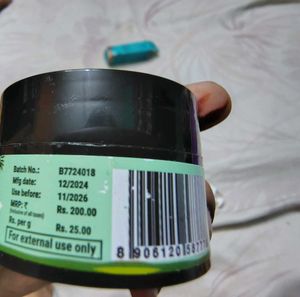 Batch No.: B7724018
Mfg date: 12/2024
Use before: 11/2026
MRP: ₹ Rs. 200.00
(Inclusive of all taxes)
Rs. per g Rs. 25.00
For external use only
8 906120 58